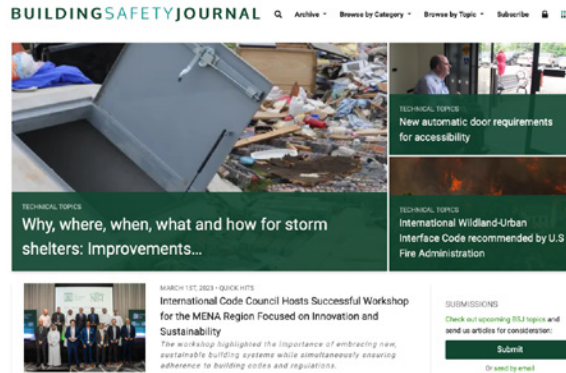 BUILDINGSAFETYJOURNAL
Archive
Browse by Category
Browse by Topic
Subscribe
TECHNICAL TOPICS
Why, where, when, what and how for storm
shelters: Improvements...
TECHNICAL TOPICS
New automatic door requirements
for accessibility
TECHNICAL TOPICS
International Wildland-Urban
Interface Code recommended by U.S
Fire Administration
MARCH 1ST, 2023 • QUICK HITS
International Code Council Hosts Successful Workshop
for the MENA Region Focused on Innovation and
Sustainability
The workshop highlighted the importance of embracing new,
sustainable building systems while simultaneously ensuring
adherence to building codes and regulations.
SUBMISSIONS
Check out upcoming BSJ topics and
send us articles for consideration:
Submit
Or send by email